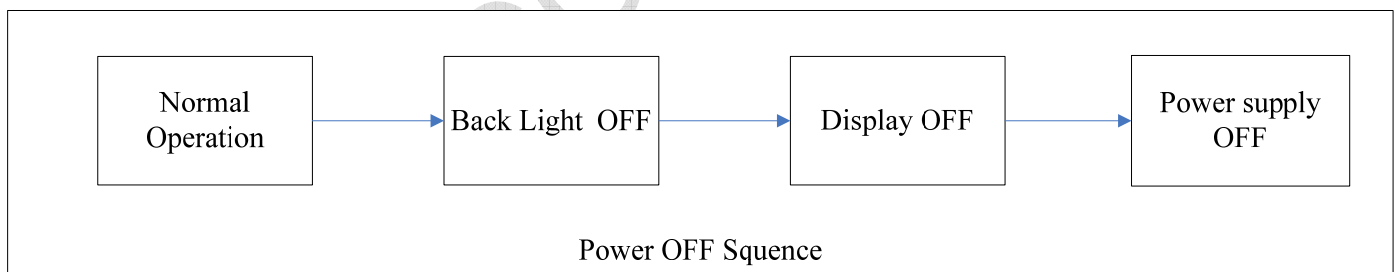 Normal
Operation
Back Light OFF
Display OFF
Power supply
OFF
Power OFF Squence